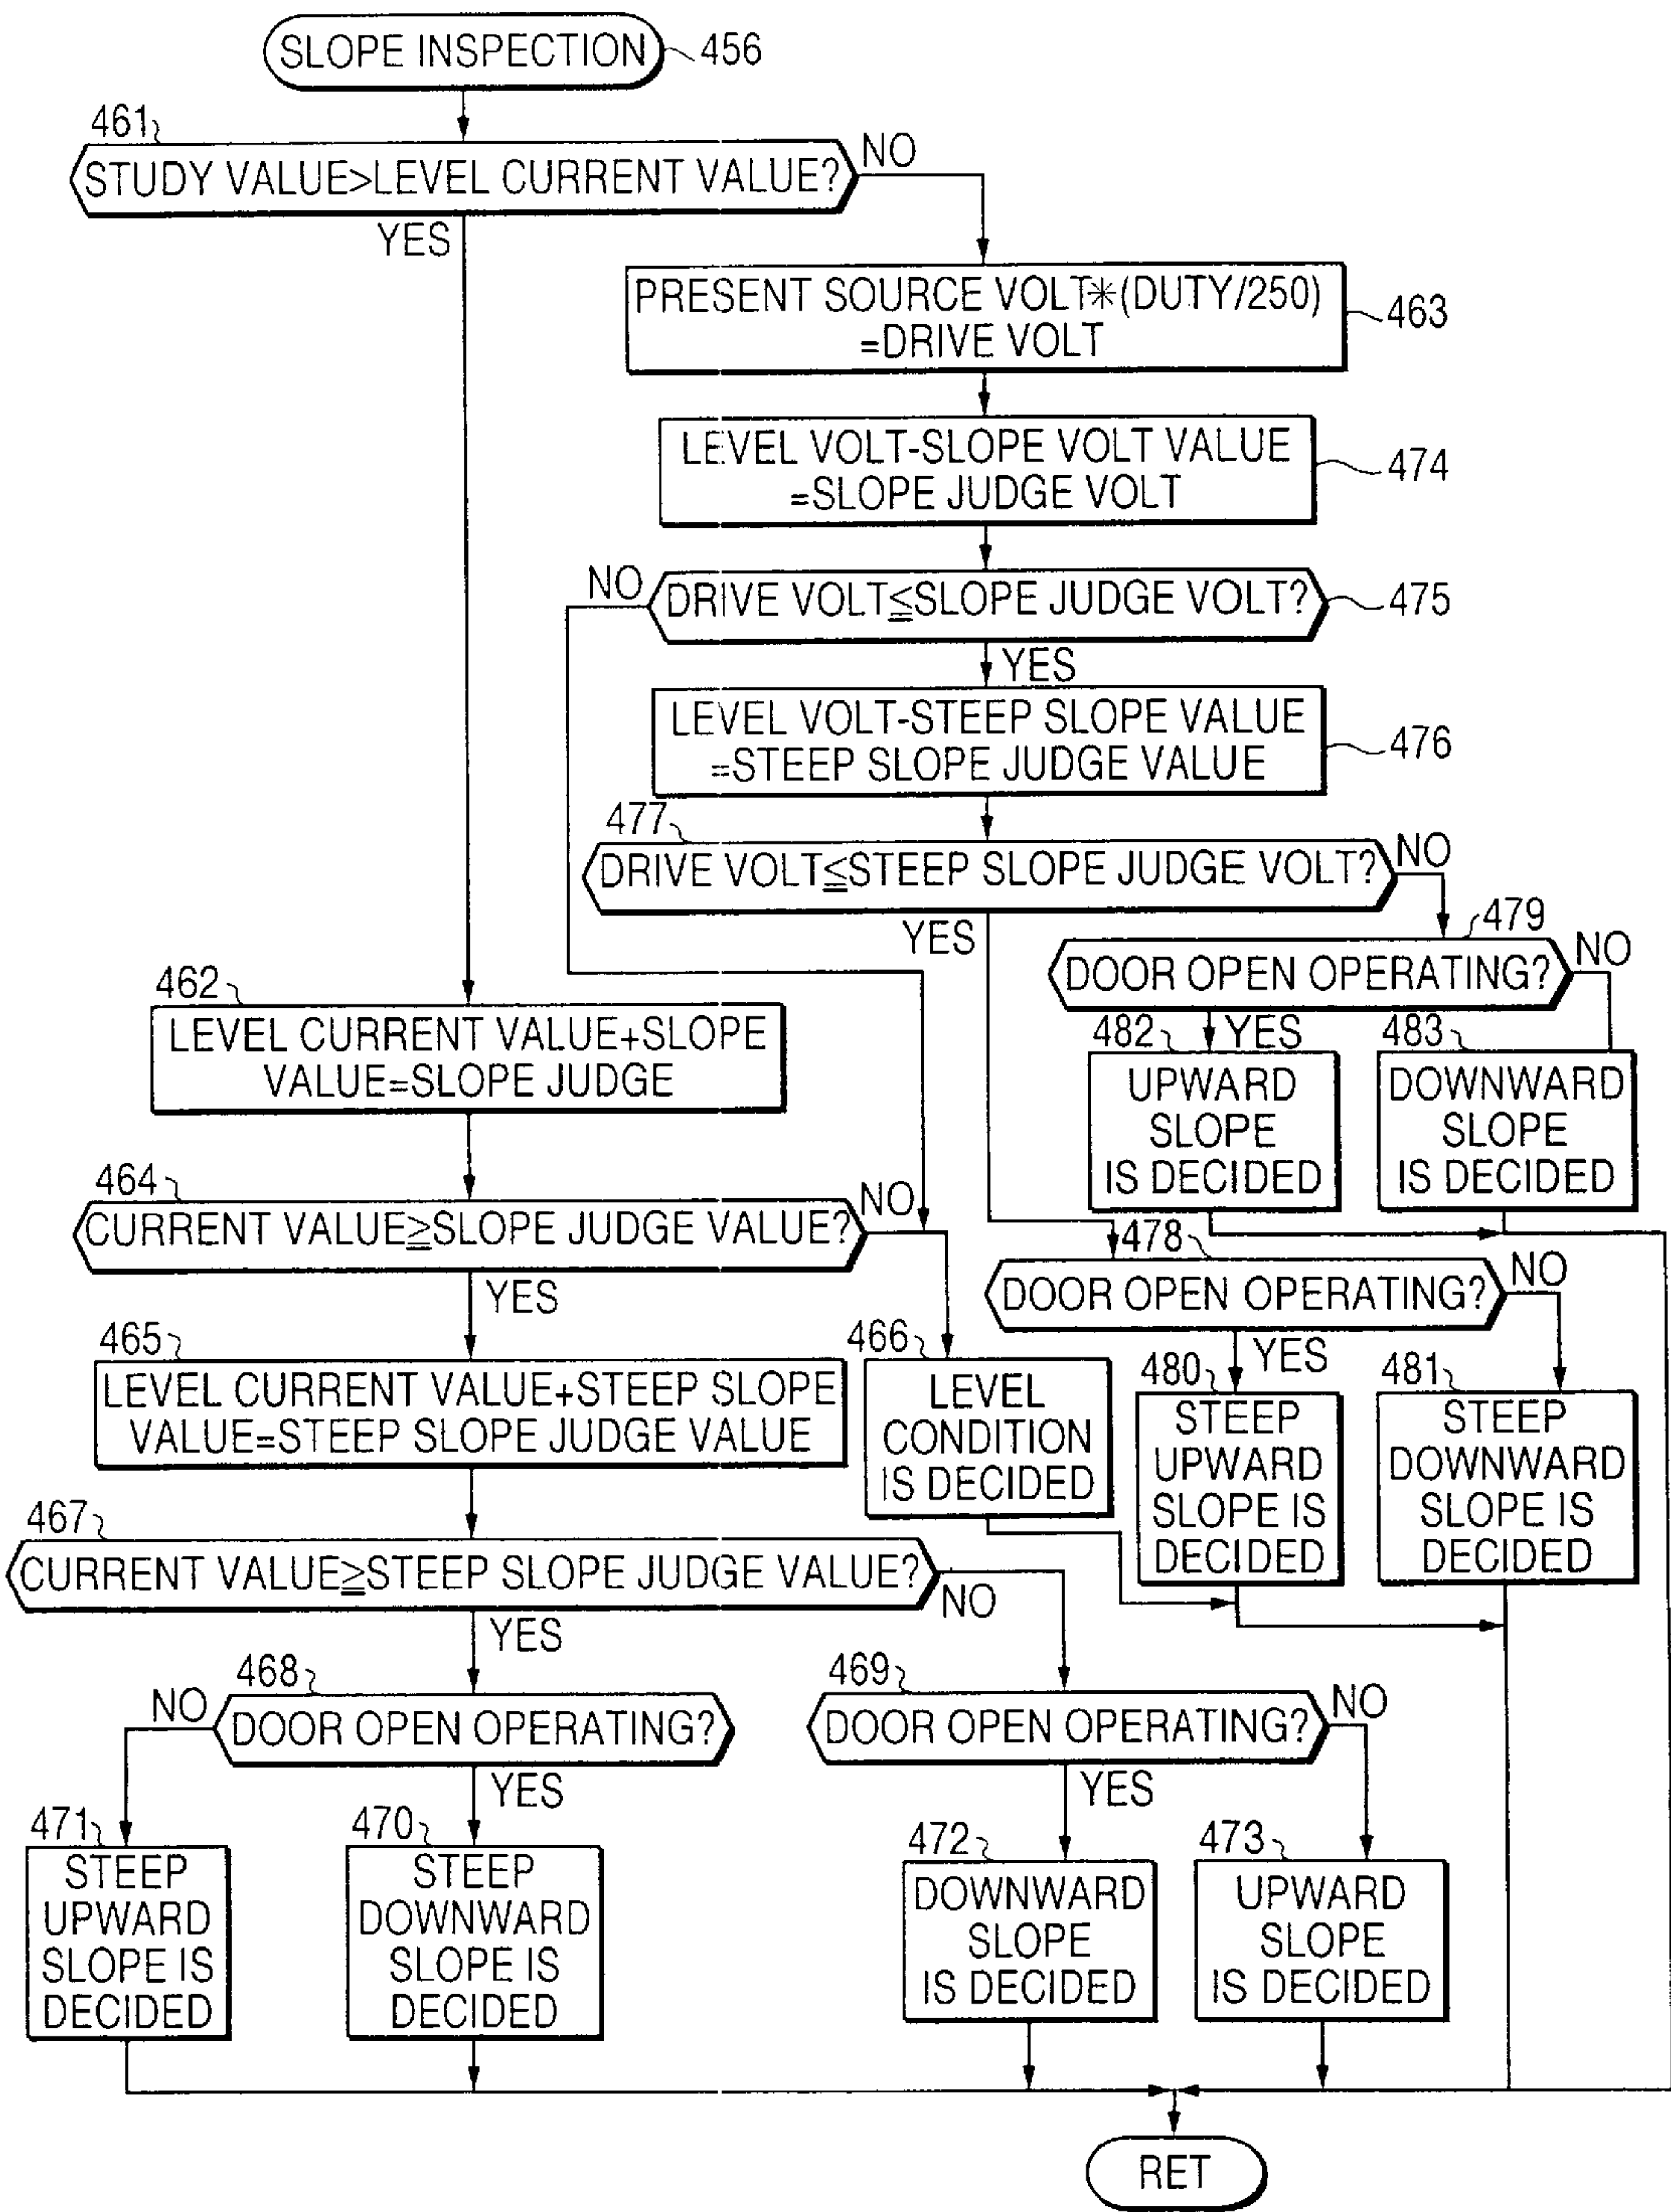 SLOPE INSPECTION
456
461
STUDY VALUE>LEVEL CURRENT VALUE?
NO
YES
PRESENT SOURCE VOLT*(DUTY/250)
=DRIVE VOLT
463
LEVEL VOLT-SLOPE VOLT VALUE
=SLOPE JUDGE VOLT
474
NO
DRIVE VOLT≦SLOPE JUDGE VOLT?
475
YES
LEVEL VOLT-STEEP SLOPE VALUE
=STEEP SLOPE JUDGE VALUE
476
477
DRIVE VOLT≦STEEP SLOPE JUDGE VOLT?
NO
YES
479
DOOR OPEN OPERATING?
NO
YES
482
UPWARD
SLOPE
IS DECIDED
483
DOWNWARD
SLOPE
IS DECIDED
462
LEVEL CURRENT VALUE+SLOPE
VALUE=SLOPE JUDGE
464
CURRENT VALUE≧SLOPE JUDGE VALUE?
NO
YES
478
DOOR OPEN OPERATING?
NO
YES
465
LEVEL CURRENT VALUE+STEEP SLOPE
VALUE=STEEP SLOPE JUDGE VALUE
466
LEVEL
CONDITION
IS DECIDED
480
STEEP
UPWARD
SLOPE IS
DECIDED
481
STEEP
DOWNWARD
SLOPE IS
DECIDED
467
CURRENT VALUE≧STEEP SLOPE JUDGE VALUE?
NO
YES
468
NO
DOOR OPEN OPERATING?
YES
469
DOOR OPEN OPERATING?
NO
YES
471
STEEP
UPWARD
SLOPE IS
DECIDED
470
STEEP
DOWNWARD
SLOPE IS
DECIDED
472
DOWNWARD
SLOPE
IS DECIDED
473
UPWARD
SLOPE
IS DECIDED
RET